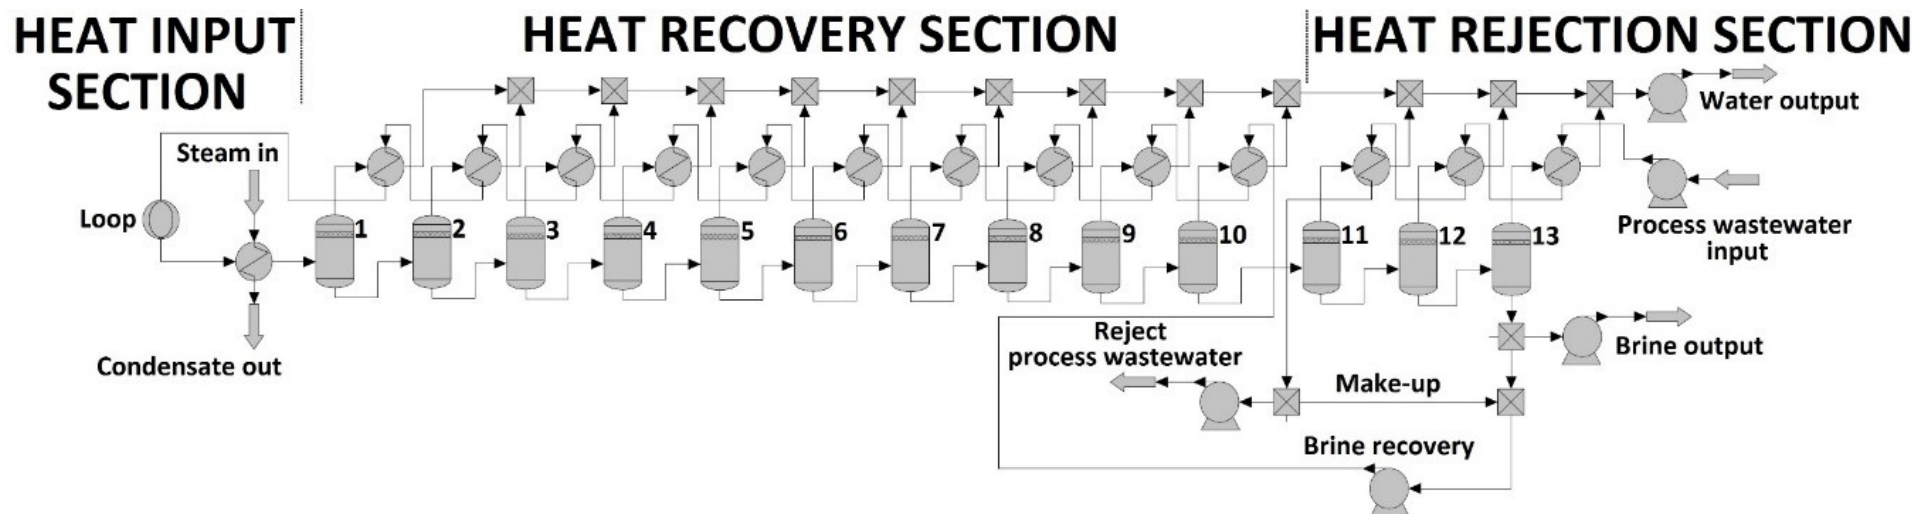 HEAT INPUT
SECTION
HEAT RECOVERY SECTION
HEAT REJECTION SECTION
Water output
Steam in
Loop
Process wastewater
input
1
2
3
4
5
6
7
8
9
10
11
12
13
Condensate out
Reject
process wastewater
Brine output
Make-up
Brine recovery